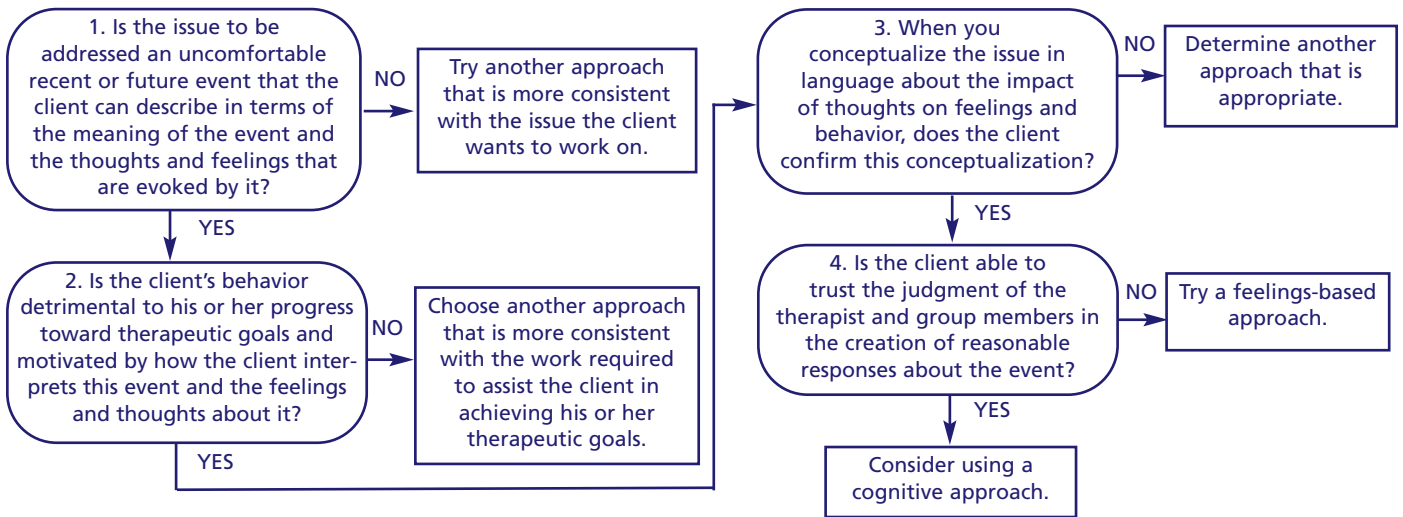 1. Is the issue to be
addressed an uncomfortable
recent or future event that the
client can describe in terms of
the meaning of the event and
the thoughts and feelings that
are evoked by it?
NO
Try another approach
that is more consistent
with the issue the client
wants to work on.
YES
2. Is the client’s behavior
detrimental to his or her progress
toward therapeutic goals and
motivated by how the client inter-
prets this event and the feelings
and thoughts about it?
NO
Choose another approach
that is more consistent
with the work required
to assist the client in
achieving his or her
therapeutic goals.
YES
3. When you
conceptualize the issue in
language about the impact
of thoughts on feelings and
behavior, does the client
confirm this conceptualization?
NO
Determine another
approach that is
appropriate.
YES
4. Is the client able to
trust the judgment of the
therapist and group members in
the creation of reasonable
responses about the event?
NO
Try a feelings-based
approach.
YES
Consider using a
cognitive approach.